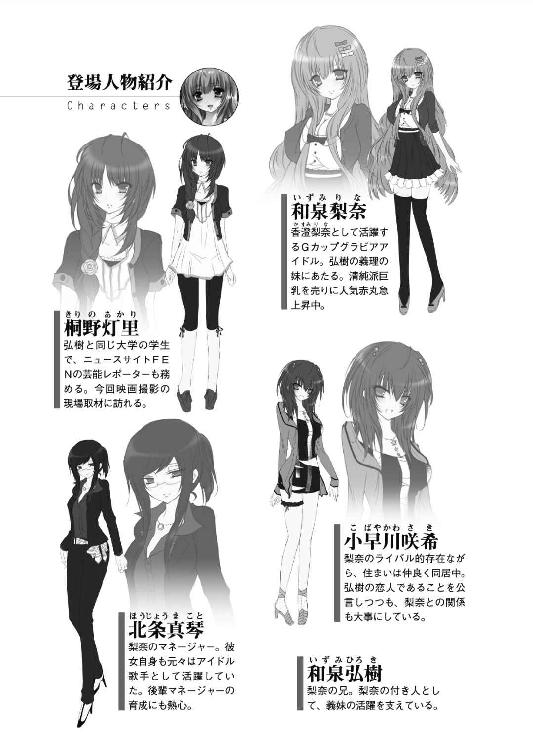 登場人物紹介
Characters
いずみりな
和泉梨奈
かすみりな
香澄梨奈として活躍す
るGカップグラビアア
イドル。弘樹の義理の
妹にあたる。清純派巨
乳を売りに人気赤丸急
上昇中。
きりのあかり
桐野灯里
弘樹と同じ大学の学生
で、ニュースサイトFE
Nの芸能レポーターも務
める。今回映画撮影の
現場取材に訪れる。
こばやかわさき
小早川咲希
梨奈のライバル的存在なが
ら、住まいは仲良く同居中。
弘樹の恋人であることを公
言しつつも、梨奈との関係
も大事にしている。
ほうじょうまこと
北条真琴
梨奈のマネージャー。彼
女自身も元々はアイドル
歌手として活躍してい
た。後輩マネージャーの
育成にも熱心。
いずみひろき
和泉弘樹
梨奈の兄。梨奈の付き人とし
て、義妹の活躍を支えている。